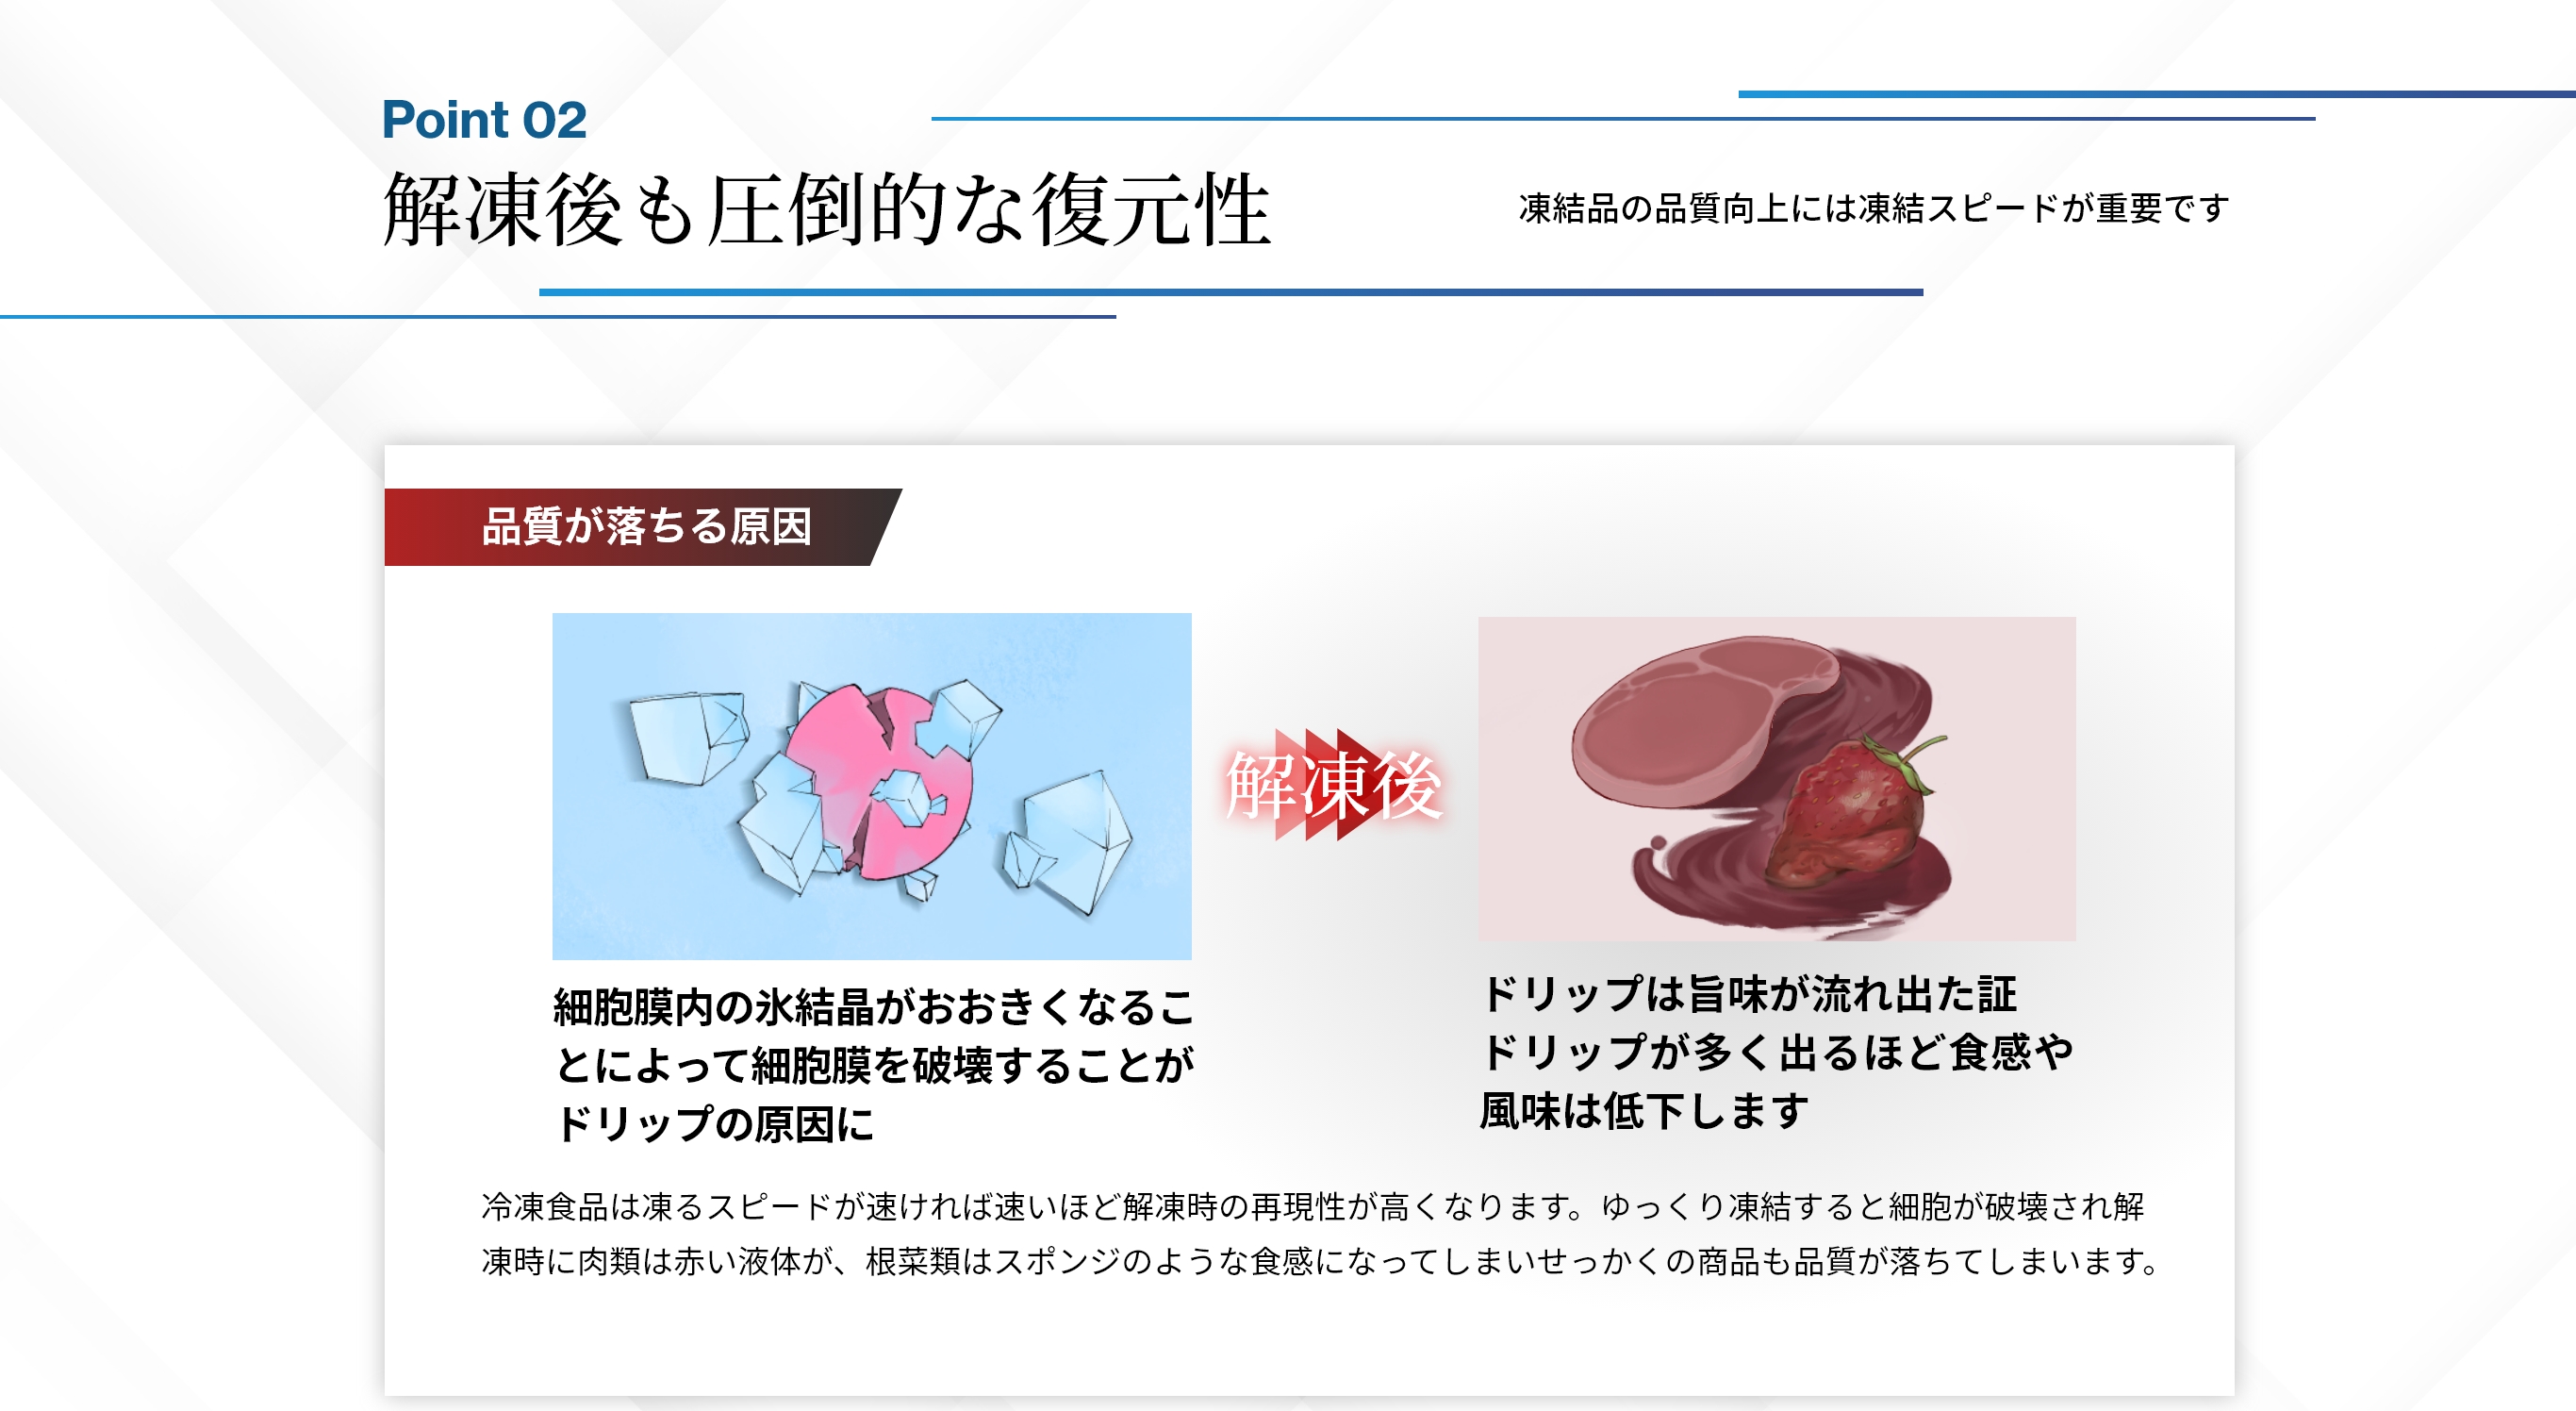 Point 02
解凍後も圧倒的な復元性
凍結品の品質向上には凍結スピードが重要です
品質が落ちる原因
解凍後
細胞膜内の氷結晶がおおきくなるこ
とによって細胞膜を破壊することが
ドリップの原因に
ドリップは旨味が流れ出た証
ドリップが多く出るほど食感や
風味は低下します
冷凍食品は凍るスピードが速ければ速いほど解凍時の再現性が高くなります。ゆっくり凍結すると細胞が破壊され解
凍時に肉類は赤い液体が、根菜類はスポンジのような食感になってしまいせっかくの商品も品質が落ちてしまいます。